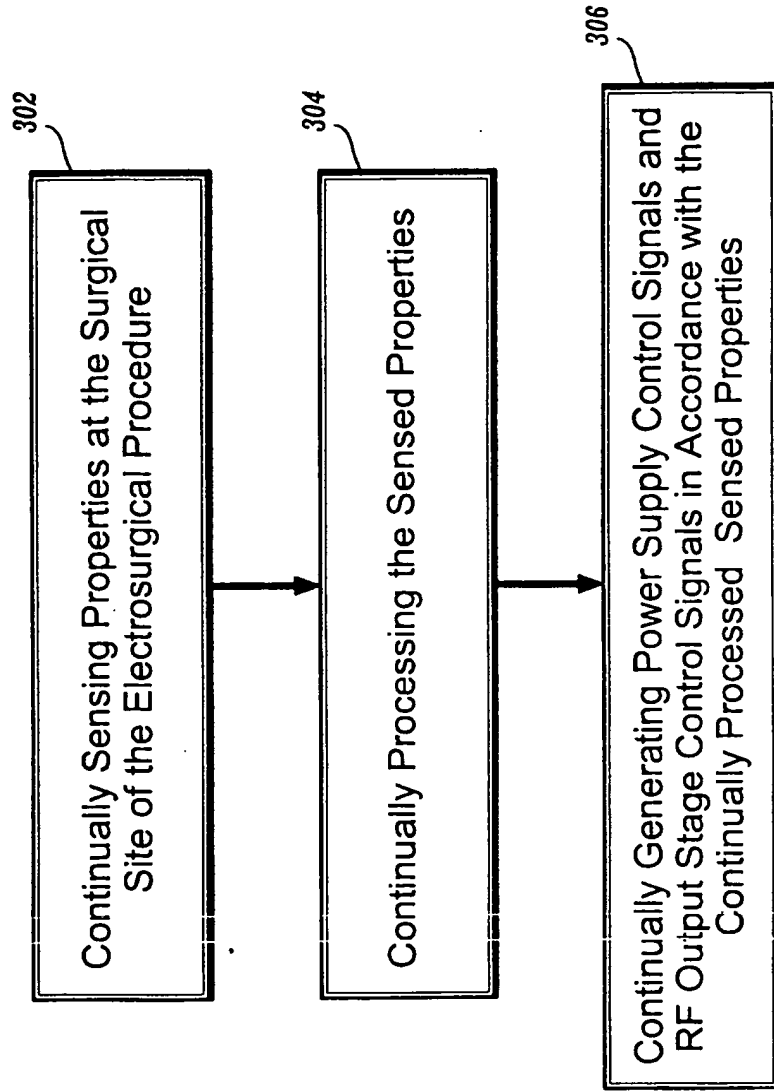 302
Continually Sensing Properties at the Surgical
Site of the Electrosurgical Procedure
304
Continually Processing the Sensed Properties
306
Continually Generating Power Supply Control Signals and
RF Output Stage Control Signals in Accordance with the
Continually Processed Sensed Properties